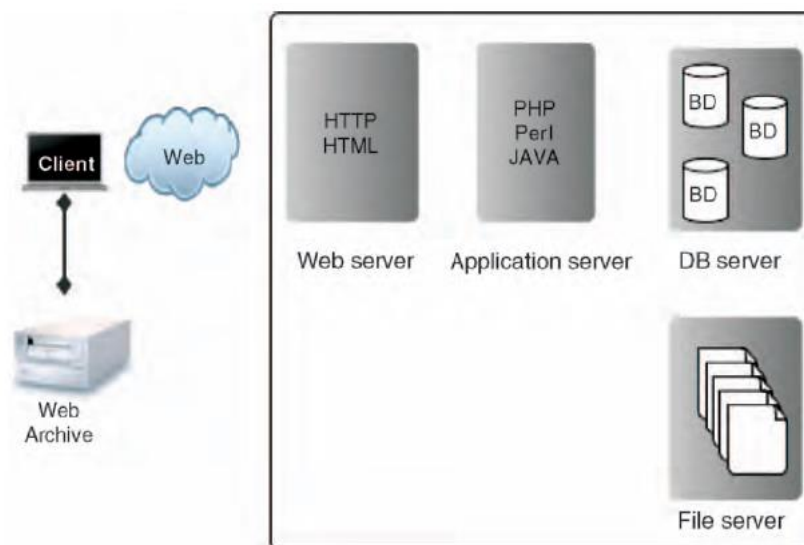 Client
Web
Web
Archive
HTTP
HTML
Web server
PHP
Perl
JAVA
Application server
BD
BD
BD
DB server
File server